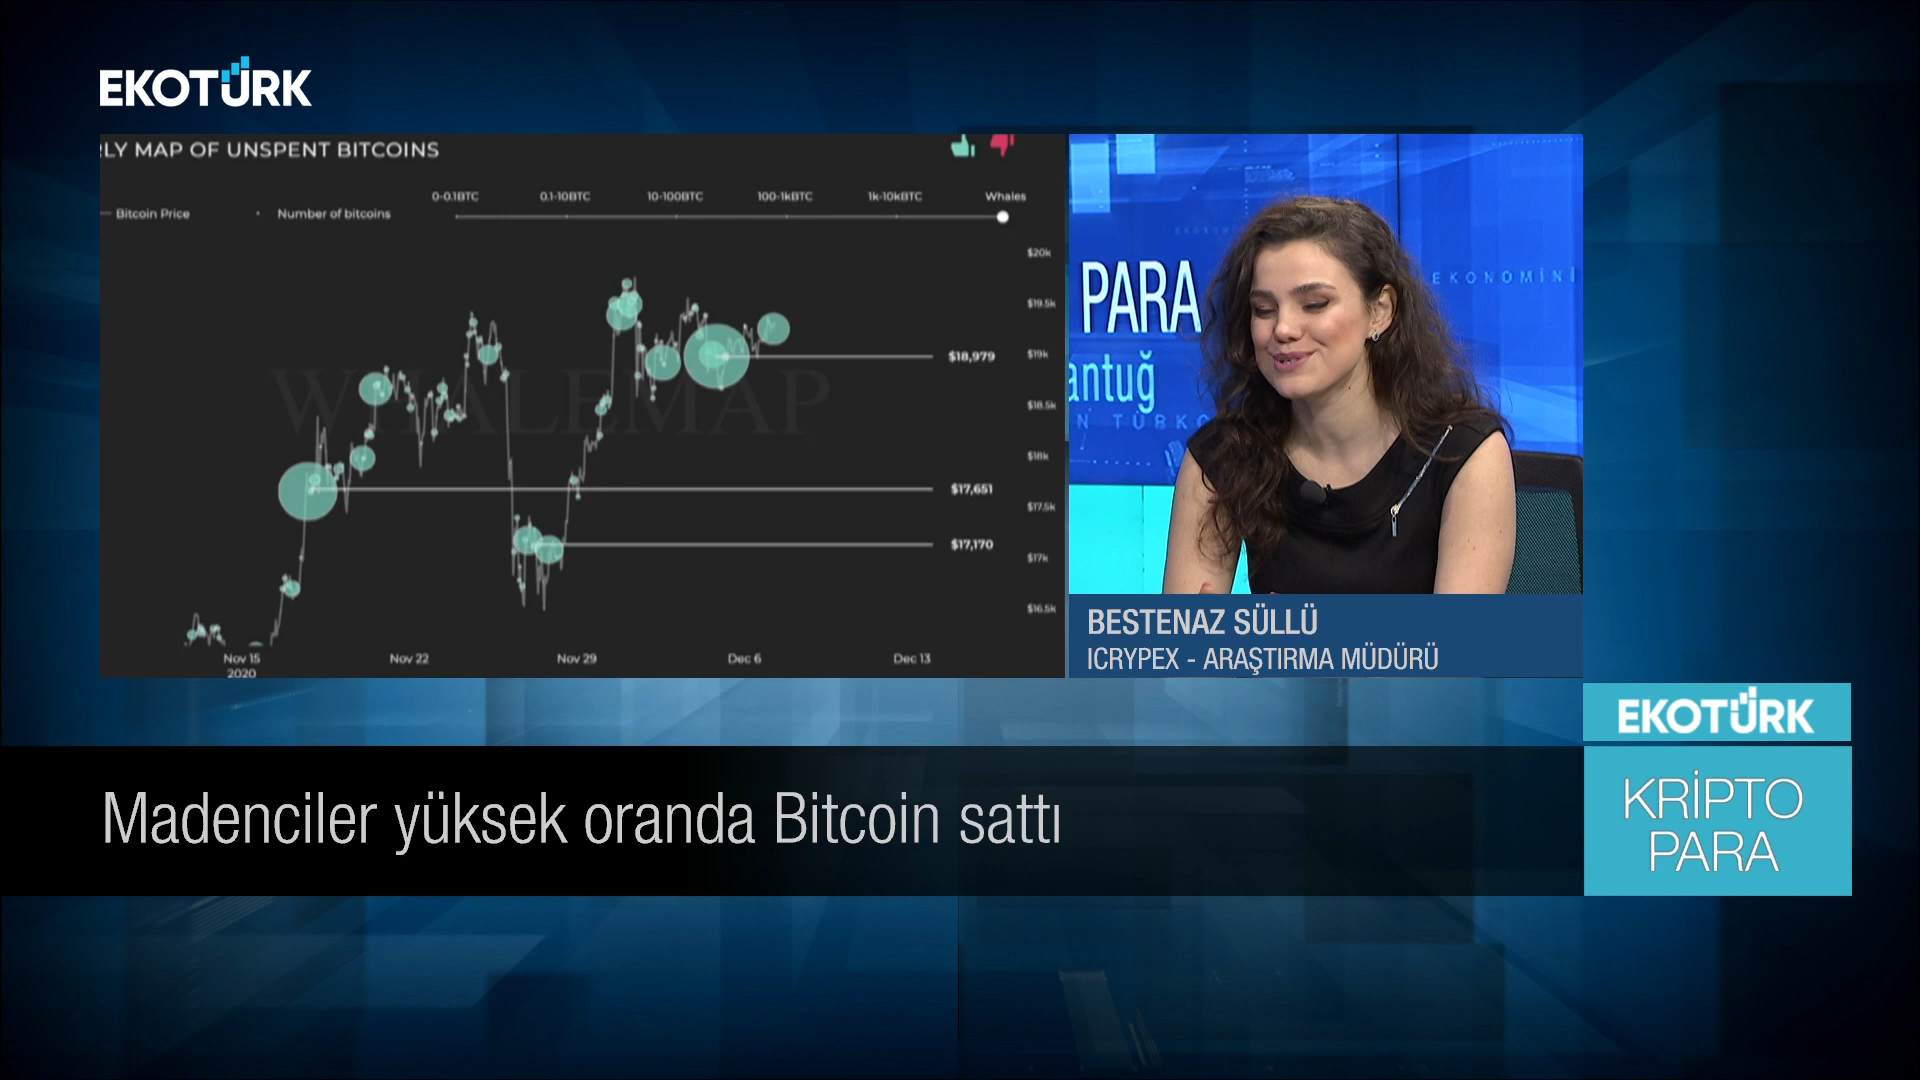 EKOTÜRK
RLY MAP OF UNSPENT BITCOINS
0-0.1BTC 0.1-10BTC 10-100BTC 100-1kBTC 1k-10kBTC Whales
Bitcoin Price Number of bitcoins
$20k
$19.5k
$19k
$18.5k
$18k
$17.5k
$17k
$16.5k
$18,979
$17,651
$17,170
WHALEMAP
Nov 15 Nov 22 Nov 29 Dec 6 Dec 13
2020
PARA
antuğ
EKONOMİNİ
N TÜRK
BESTENAZ SÜLLÜ
ICRYPEX - ARAŞTIRMA MÜDÜRÜ
EKOTÜRK
KRİPTO
PARA
Madenciler yüksek oranda Bitcoin sattı